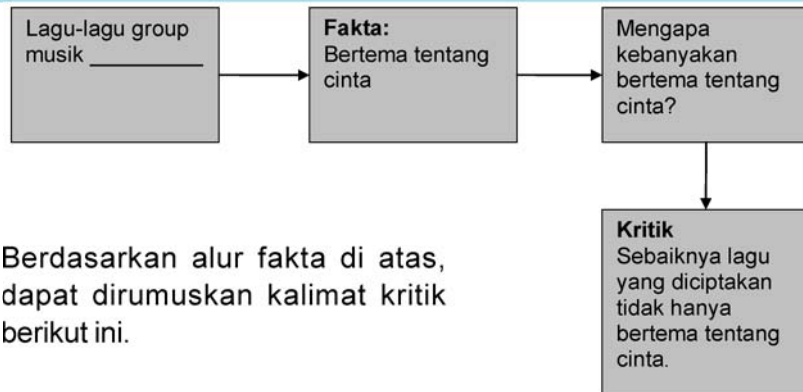 Lagu-lagu group
musik __________
Fakta:
Bertema tentang
cinta
Mengapa
kebanyakan
bertema tentang
cinta?
Kritik
Sebaiknya lagu
yang diciptakan
tidak hanya
bertema tentang
cinta.
Berdasarkan alur fakta di atas,
dapat dirumuskan kalimat kritik
berikut ini.